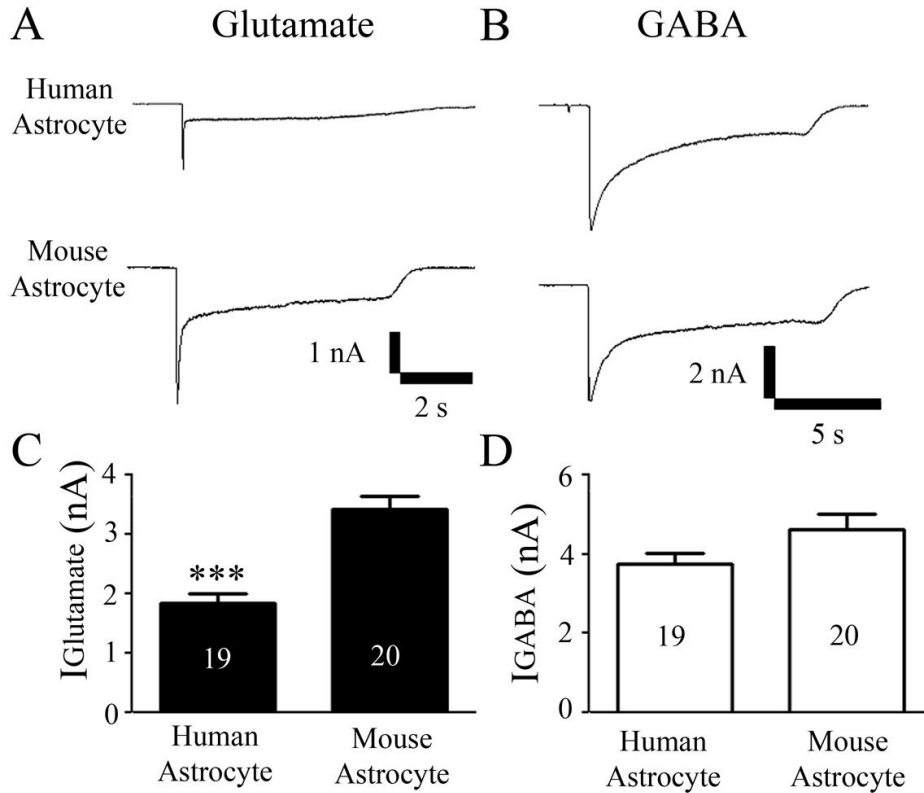 A
Glutamate
B
GABA
Human
Astrocyte
Mouse
Astrocyte
1 nA
2 s
2 nA
5 s
C
IGlutamate (nA)
4
3
2
1
0
***
19
20
Human
Astrocyte
Mouse
Astrocyte
D
IGABA (nA)
6
4
2
0
19
20
Human
Astrocyte
Mouse
Astrocyte